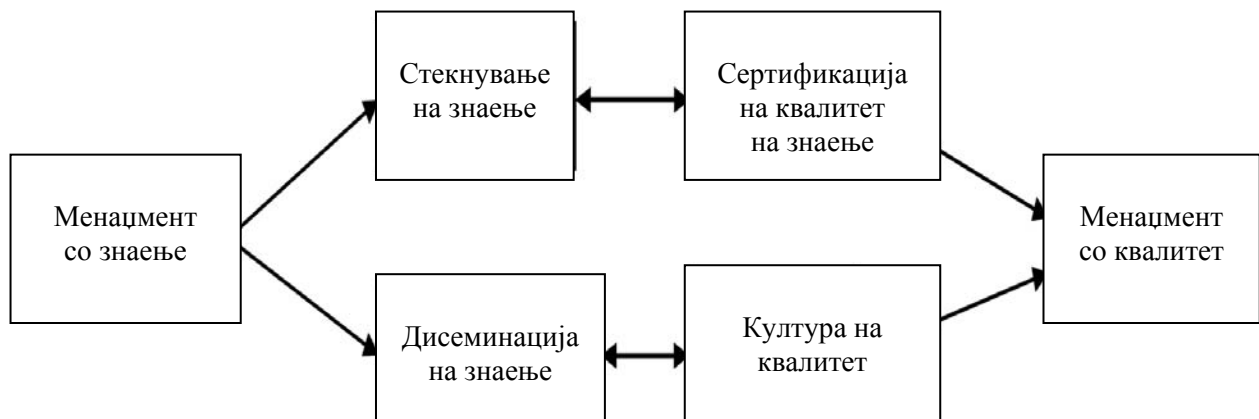 Менаџмент
со знаење
Стекнување
на знаење
Сертификација
на квалитет
на знаење
Дисеминација
на знаење
Култура на
квалитет
Менаџмент
со квалитет